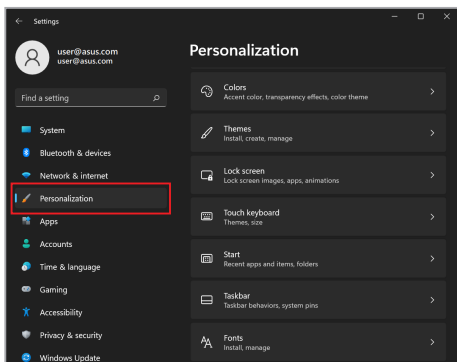 Settings
user@asus.com
user@asus.com
Find a setting
System
Bluetooth & devices
Network & internet
Personalization
Apps
Accounts
Time & language
Gaming
Accessibility
Privacy & security
Windows Update
Personalization
Colors
Accent color, transparency effects, color theme
Themes
Install, create, manage
Lock screen
Lock screen images, apps, animations
Touch keyboard
Themes, size
Start
Recent apps and items, folders
Taskbar
Taskbar behaviors, system pins
Fonts
Install, manage